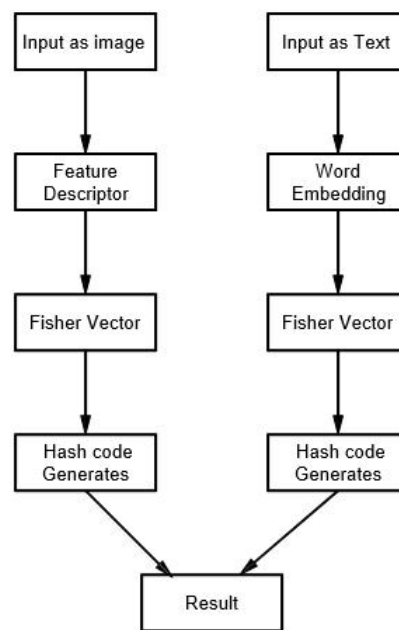 Input as image
Input as Text
Feature
Descriptor
Word
Embedding
Fisher Vector
Fisher Vector
Hash code
Generates
Hash code
Generates
Result